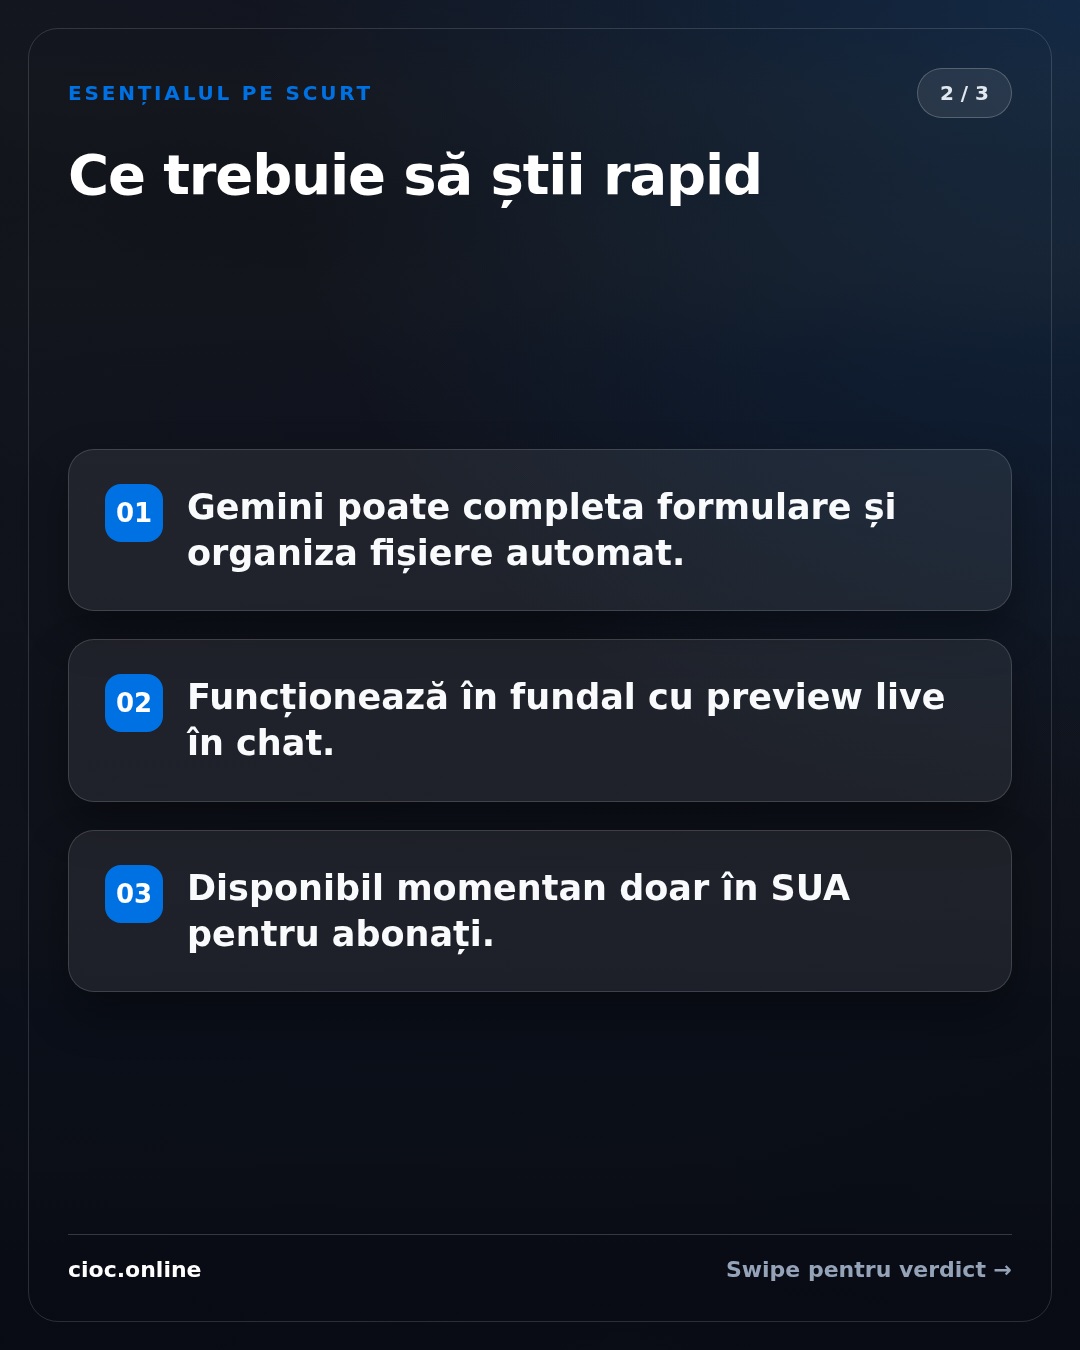 ESENȚIALUL PE SCURT
2 / 3
Ce trebuie să știi rapid
01
Gemini poate completa formulare și
organiza fișiere automat.
02
Funcționează în fundal cu preview live
în chat.
03
Disponibil momentan doar în SUA
pentru abonați.
cioc.online
Swipe pentru verdict →